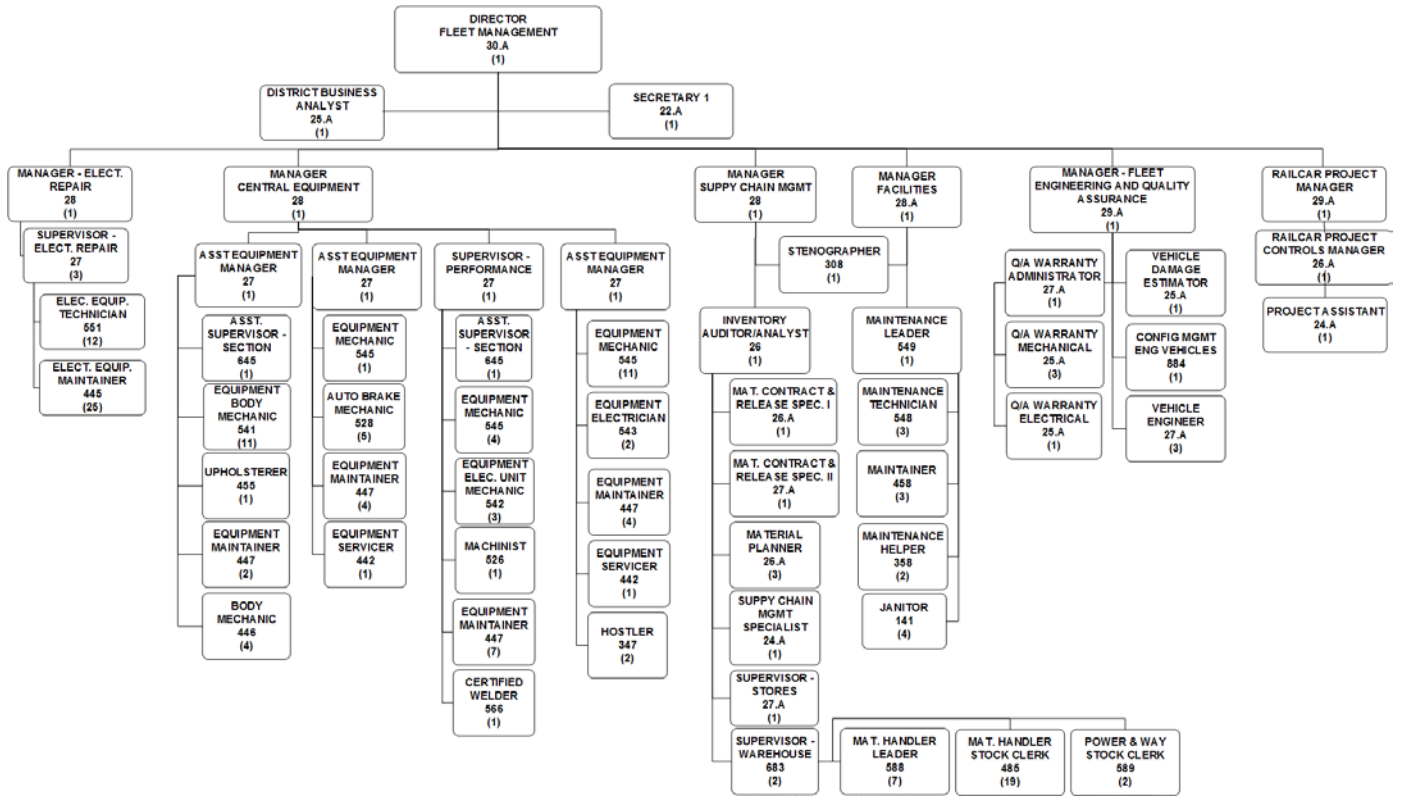 DIRECTOR
FLEET MANAGEMENT
30.A
(1)
DISTRICT BUSINESS
ANALYST
25.A
(1)
SECRETARY 1
22.A
(1)
MANAGER - ELECT.
REPAIR
28
(1)
SUPERVISOR -
ELECT. REPAIR
27
(3)
ELEC. EQUIP.
TECHNICIAN
551
(12)
ELECT. EQUIP.
MAINTAINER
445
(25)
MANAGER
CENTRAL EQUIPMENT
28
(1)
ASST EQUIPMENT
MANAGER
27
(1)
ASST.
SUPERVISOR -
SECTION
645
(1)
EQUIPMENT
BODY
MECHANIC
541
(11)
UPHOLSTERER
455
(1)
EQUIPMENT
MAINTAINER
447
(2)
BODY
MECHANIC
446
(4)
ASST EQUIPMENT
MANAGER
27
(1)
EQUIPMENT
MECHANIC
545
(1)
AUTO BRAKE
MECHANIC
528
(5)
EQUIPMENT
MAINTAINER
447
(4)
EQUIPMENT
SERVICER
442
(1)
SUPERVISOR -
PERFORMANCE
27
(1)
ASST.
SUPERVISOR
-SECTION
645
(1)
EQUIPMENT
MECHANIC
545
(4)
EQUIPMENT
ELEC. UNIT
MECHANIC
542
(3)
MACHINIST
526
(1)
EQUIPMENT
MAINTAINER
447
(7)
CERTIFIED
WELDER
566
(1)
ASST EQUIPMENT
MANAGER
27
(1)
EQUIPMENT
MECHANIC
545
(11)
EQUIPMENT
ELECTRICIAN
543
(2)
EQUIPMENT
MAINTAINER
447
(4)
EQUIPMENT
SERVICER
442
(1)
HOSTLER
347
(2)
MANAGER
SUPPY CHAIN MGMT
28
(1)
MANAGER
FACILITIES
28.A
(1)
STENOGRAPHER
308
(1)
INVENTORY
AUDITOR/ANALYST
26
(1)
MAT. CONTRACT &
RELEASE SPEC. I
26.A
(1)
MAT. CONTRACT &
RELEASE SPEC. II
27.A
(1)
MATERIAL
PLANNER
26.A
(3)
SUPPY CHAIN
MGMT
SPECIALIST
24.A
(1)
SUPERVISOR -
STORES
27.A
(1)
SUPERVISOR -
WAREHOUSE
683
(2)
MAT. HANDLER
LEADER
588
(7)
MAT. HANDLER
STOCK CLERK
485
(19)
POWER & WAY
STOCK CLERK
589
(2)
MAINTENANCE
LEADER
549
(1)
MAINTENANCE
TECHNICIAN
548
(3)
MAINTAINER
458
(3)
MAINTENANCE
HELPER
358
(2)
JANITOR
141
(4)
MANAGER - FLEET
ENGINEERING AND QUALITY
ASSURANCE
29.A
(1)
Q/A WARRANTY
ADMINISTRATOR
27.A
(1)
Q/A WARRANTY
MECHANICAL
25.A
(3)
Q/A WARRANTY
ELECTRICAL
25.A
(1)
VEHICLE
DAMAGE
ESTIMATOR
25.A
(1)
CONFIG MGMT
ENG VEHICLES
884
(1)
VEHICLE
ENGINEER
27.A
(3)
RAILCAR PROJECT
MANAGER
29.A
(1)
RAILCAR PROJECT
CONTROLS MANAGER
26.A
(1)
PROJECT ASSISTANT
24.A
(1)